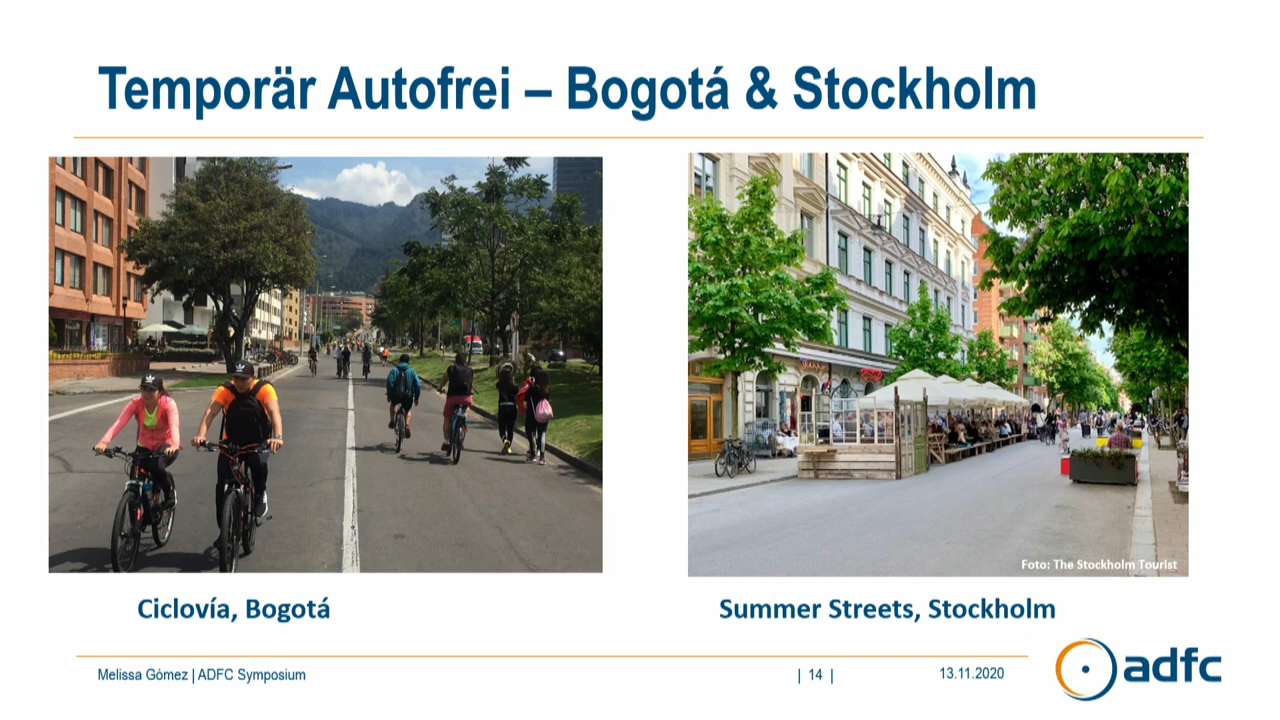 Temporär Autofrei – Bogotá & Stockholm
Foto: The Stockholm Tourist
Ciclovía, Bogotá
Summer Streets, Stockholm
Melissa Gómez | ADFC Symposium
| 14 |
13.11.2020
adfc